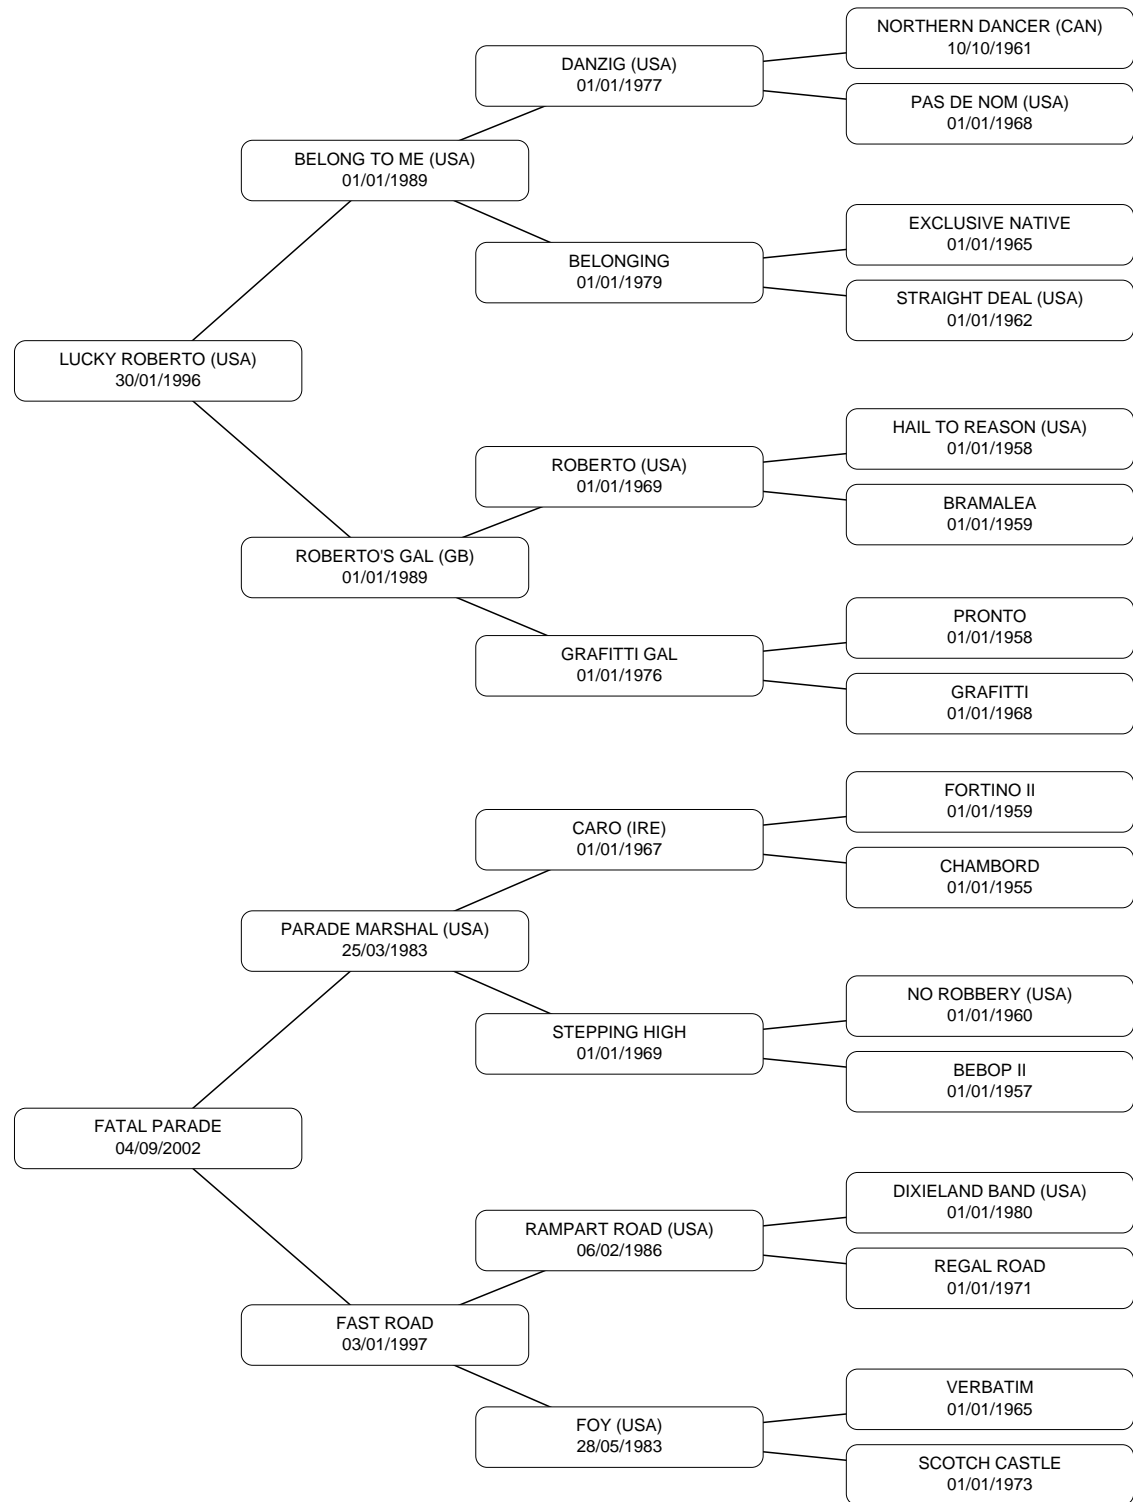 NORTHERN DANCER (CAN)
10/10/1961
DANZIG (USA)
01/01/1977
PAS DE NOM (USA)
01/01/1968
BELONG TO ME (USA)
01/01/1989
EXCLUSIVE NATIVE
01/01/1965
BELONGING
01/01/1979
STRAIGHT DEAL (USA)
01/01/1962
LUCKY ROBERTO (USA)
30/01/1996
HAIL TO REASON (USA)
01/01/1958
ROBERTO (USA)
01/01/1969
BRAMALEA
01/01/1959
ROBERTO'S GAL (GB)
01/01/1989
PRONTO
01/01/1958
GRAFITTI GAL
01/01/1976
GRAFITTI
01/01/1968
FORTINO II
01/01/1959
CARO (IRE)
01/01/1967
CHAMBORD
01/01/1955
PARADE MARSHAL (USA)
25/03/1983
NO ROBBERY (USA)
01/01/1960
STEPPING HIGH
01/01/1969
BEBOP II
01/01/1957
FATAL PARADE
04/09/2002
DIXIELAND BAND (USA)
01/01/1980
RAMPART ROAD (USA)
06/02/1986
REGAL ROAD
01/01/1971
FAST ROAD
03/01/1997
VERBATIM
01/01/1965
FOY (USA)
28/05/1983
SCOTCH CASTLE
01/01/1973